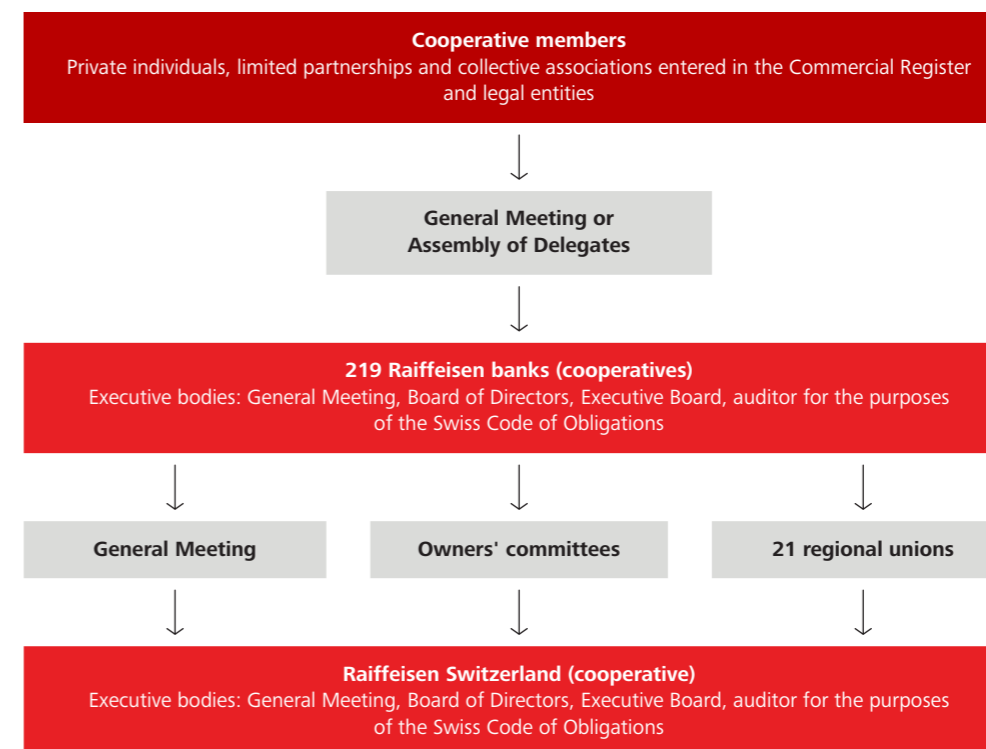 Cooperative members
Private individuals, limited partnerships and collective associations entered in the Commercial Register
and legal entities
General Meeting or
Assembly of Delegates
219 Raiffeisen banks (cooperatives)
Executive bodies: General Meeting, Board of Directors, Executive Board, auditor for the purposes
of the Swiss Code of Obligations
General Meeting
Owners' committees
21 regional unions
Raiffeisen Switzerland (cooperative)
Executive bodies: General Meeting, Board of Directors, Executive Board, auditor for the purposes
of the Swiss Code of Obligations